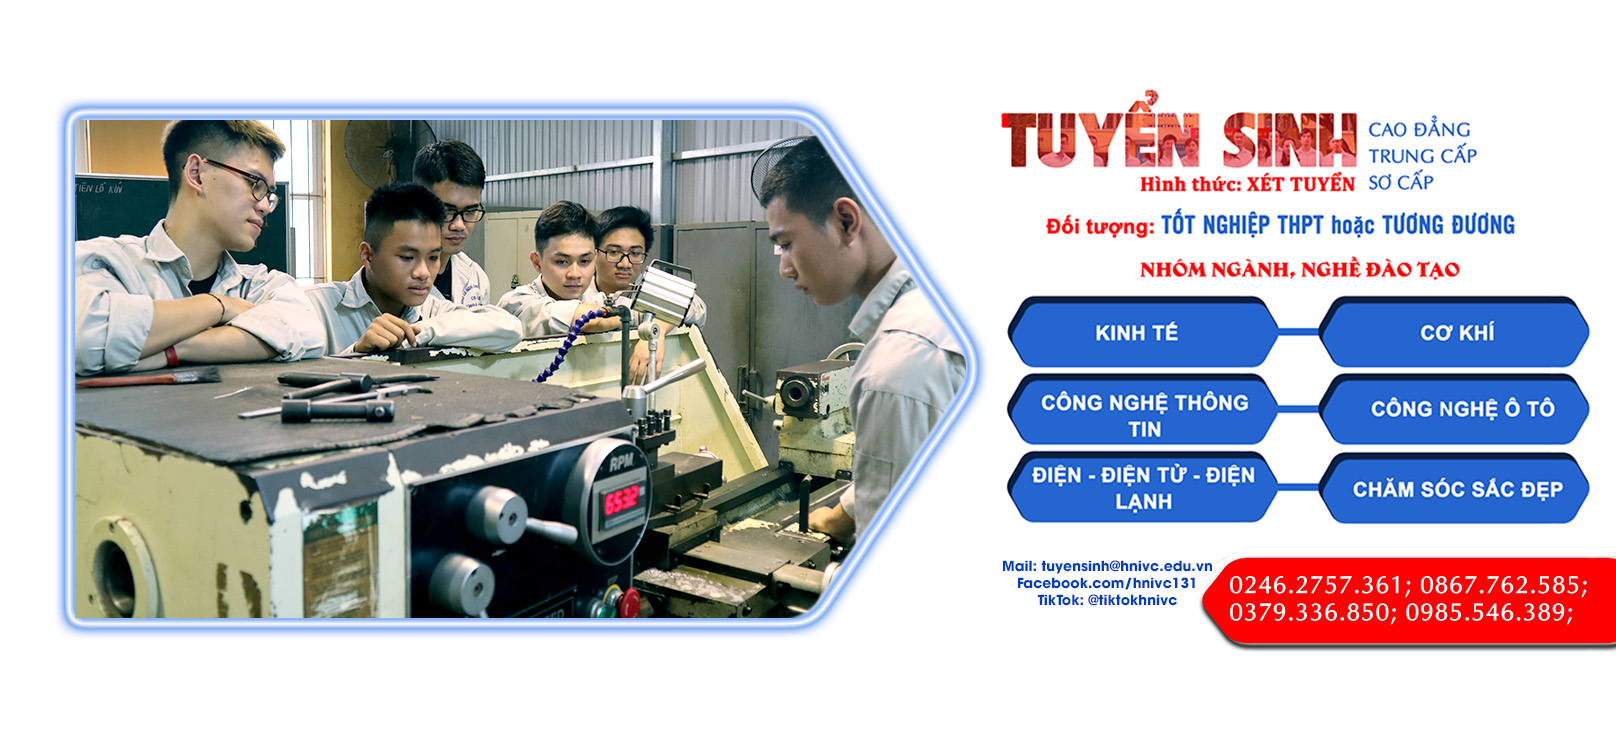 TIỆN LỖ KÍN
RPM
TUYỂN SINH
CAO ĐẲNG
TRUNG CẤP
SƠ CẤP
Hình thức: XÉT TUYỂN
Đối tượng: TỐT NGHIỆP THPT hoặc TƯƠNG ĐƯƠNG
NHÓM NGÀNH, NGHỀ ĐÀO TẠO
KINH TẾ
CƠ KHÍ
CÔNG NGHỆ THÔNG
TIN
CÔNG NGHỆ Ô TÔ
ĐIỆN - ĐIỆN TỬ - ĐIỆN
LẠNH
CHĂM SÓC SẮC ĐẸP
Mail: tuyensinh@hnivc.edu.vn
Facebook.com/hnivc131
TikTok: @tiktokhnivc
0246.2757.361; 0867.762.585;
0379.336.850; 0985.546.389;